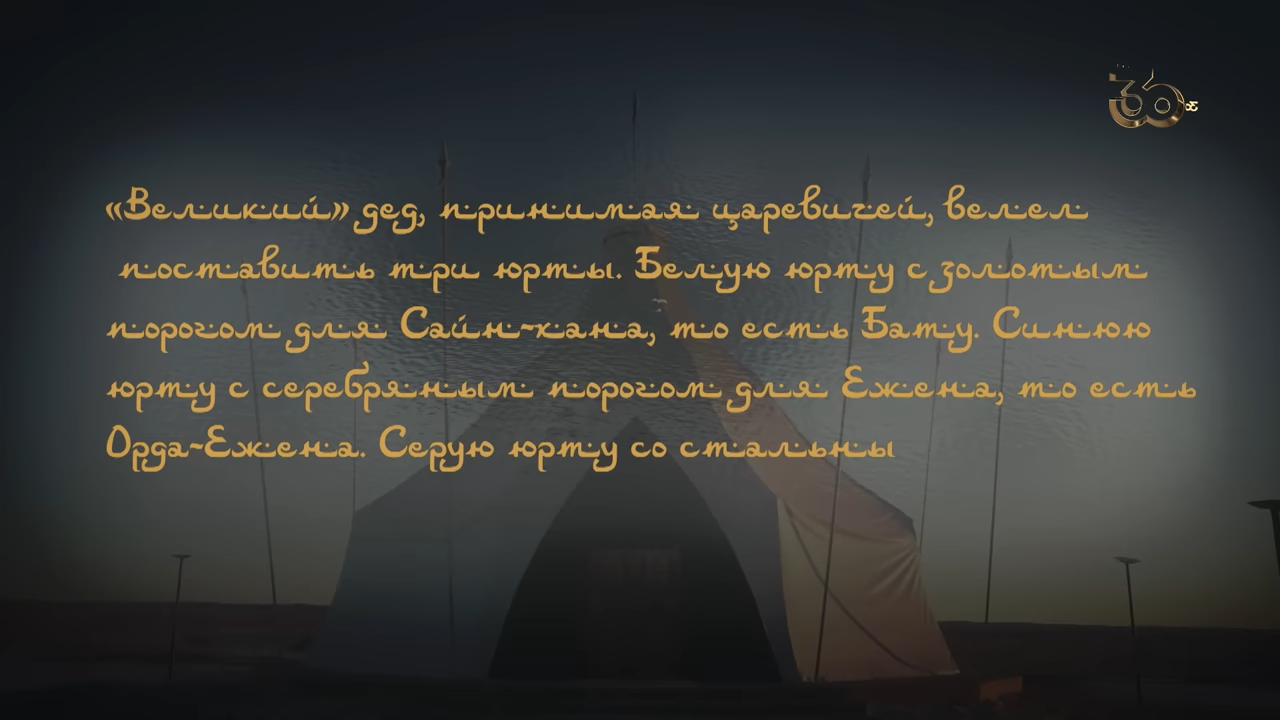 30
«Великий» дед, принимая царевичей, велел
поставить три юрты. Белую юрту с золотым
порогом для Сайн-хана, то есть Бату. Синюю
юрту с серебряным порогом для Ежена, то есть
Орда-Ежена. Серую юрту со стальны